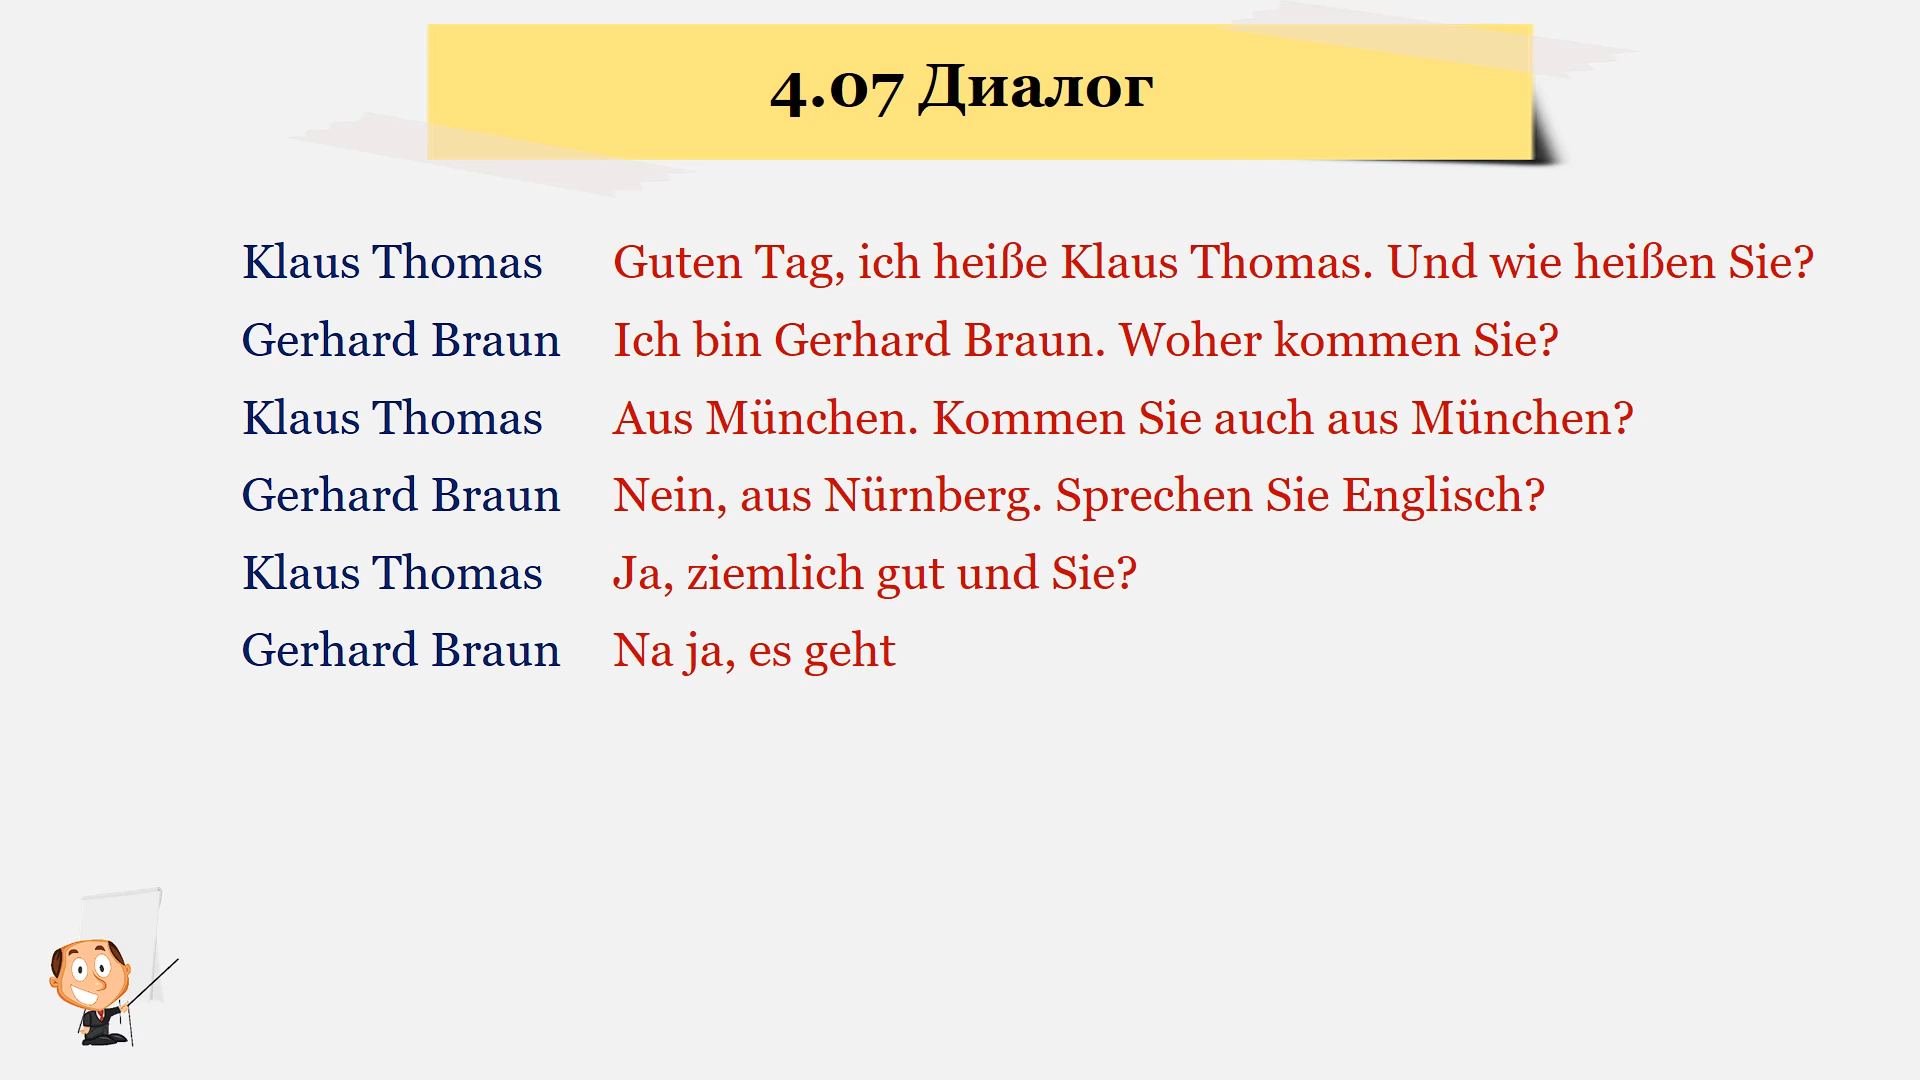 4.07 Диалог
Klaus Thomas Guten Tag, ich heiße Klaus Thomas. Und wie heißen Sie?
Gerhard Braun Ich bin Gerhard Braun. Woher kommen Sie?
Klaus Thomas Aus München. Kommen Sie auch aus München?
Gerhard Braun Nein, aus Nürnberg. Sprechen Sie Englisch?
Klaus Thomas Ja, ziemlich gut und Sie?
Gerhard Braun Na ja, es geht